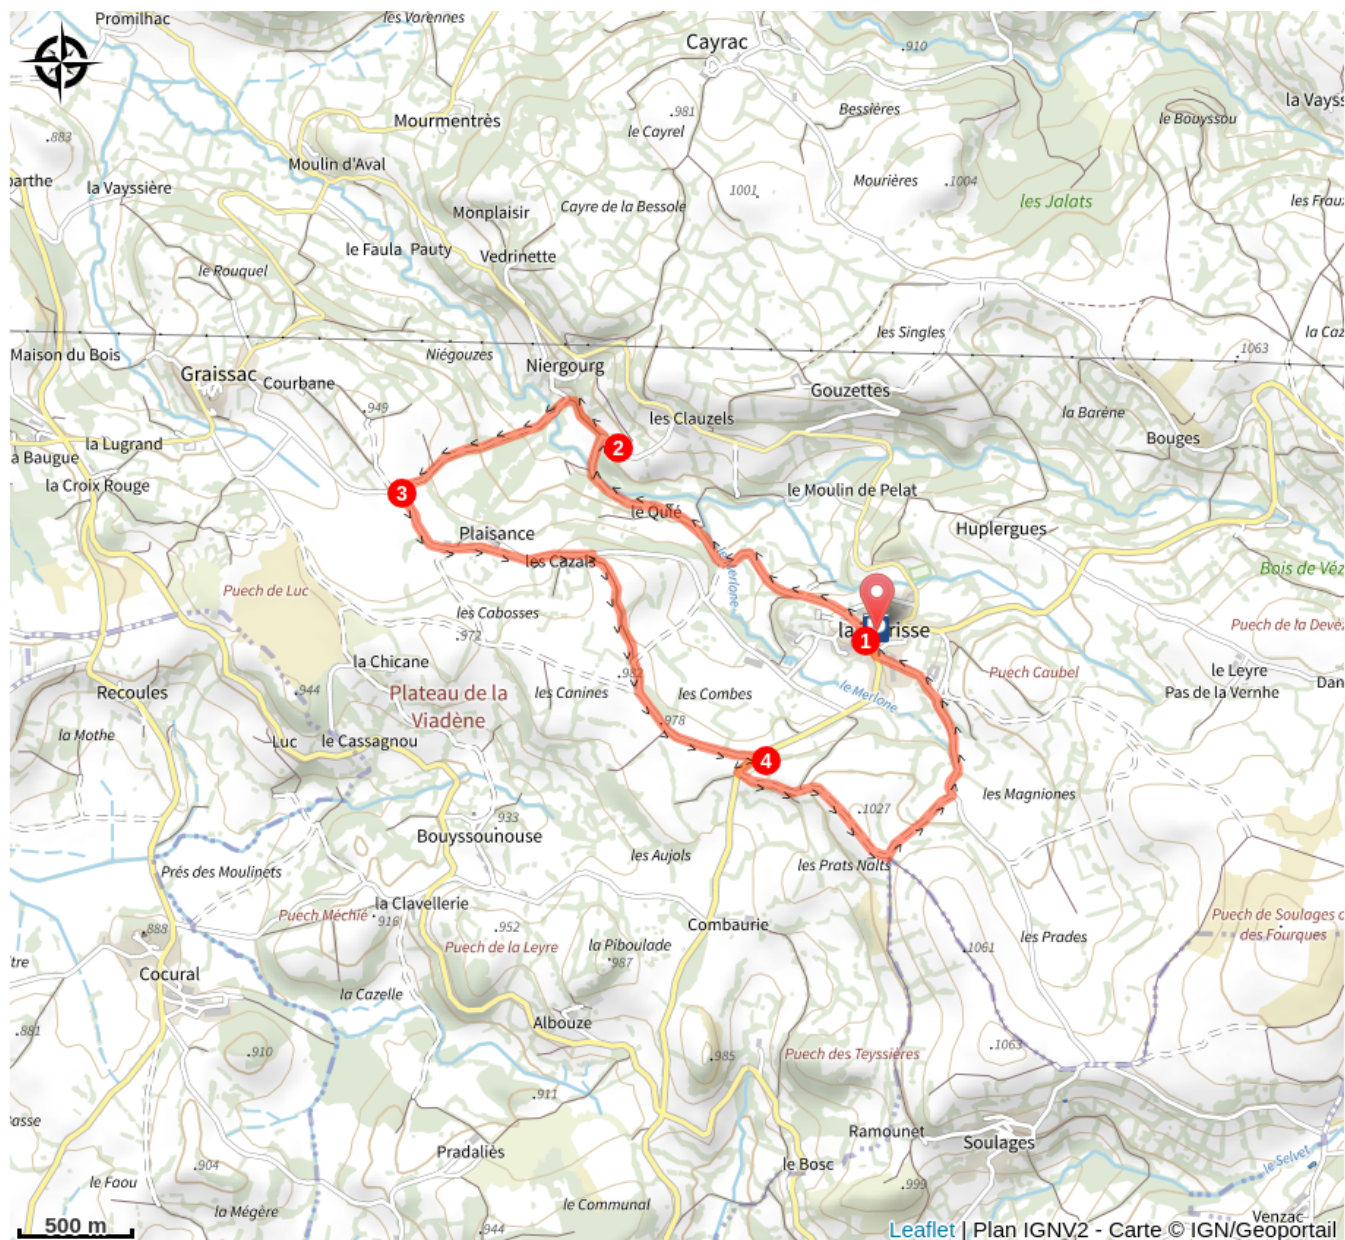 Promilhac
les Varennes
Cayrac
.910
la Vayss
.981
Bessières
le Bouyssou
Mourmentrès
le Cayrel
.883
Moulin d'Aval
parthe
la Vayssière
1001.
Mourières
.1004
les Jalats
les Frau
Monplaisir
Cayre de la Bessole
le Faula
Pauty
Vedrinette
le Rouquel
les Singles
la Caz
Maison du Bois
Niégouzes
1063
Niergourg
Graissac
Courbane
Gouzettes
.949
les Clauzels
la Barène
la Lugrand
Bouges
2
a Baugue
la Croix Rouge
le Moulin de Pelat
3
le Quié
Huplergues
Plaisance
les Cazals
le Merlone
Bois de Véz
Puech de Luc
les Cabosses
.972
1
Puech de la Devèz
la Chicane
Puech Caubel
le Leyre
.982
Recoules
.944
Plateau de la
Viadène
les Canines
les Combes
le Merlone
Pas de la Vernhe
Dan
.978
la Mothe
Luc
le Cassagnou
4
les Magniones
.1027
.933
Bouyssounouse
les Aujols
les Prats Nalts
Prés des Moulinets
la Clavellerie
Puech Méchié
.916
.888
.952
Combaurie
Puech de Soulages o
des Fourques
Puech de la Leyre
la Piboulade
.987
les Prades
.1061
tre
Cocural
la Cazelle
Albouze
.881
.910
.985
Puech des Teyssières
.1063
.911
asse
Ramounet
Soulages
Pradaliès
.904
le Bosc
le Selvet
le Faou
.999
la Mégère
le Communal
Venzac
500 m
.944
Leaflet | Plan IGNV2 - Carte © IGN/Geoportail